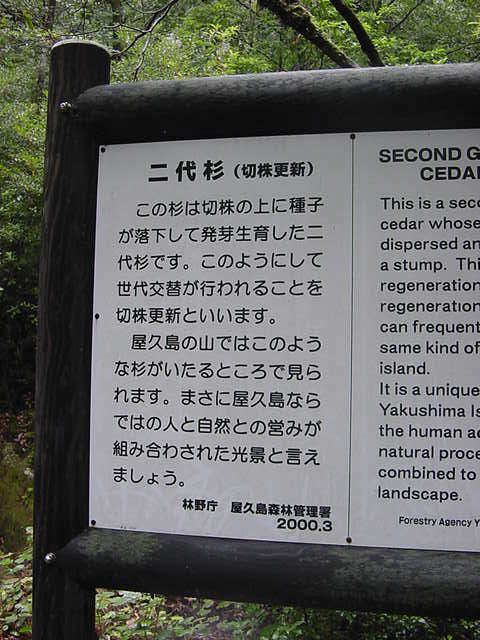 二代杉（切株更新）
この杉は切株の上に種子
が落下して発芽生育した二
代杉です。このようにして
世代交替が行われることを
切株更新といいます。
屋久島の山ではこのよう
な杉がいたるところで見ら
れます。まさに屋久島なら
ではの人と自然との営みが
組み合わされた光景と言え
ましょう。
林野庁 屋久島森林管理署
2000.3
SECOND G
CEDA
This is a sec
cedar whose
dispersed an
a stump. Thi
regeneration
regeneration
can frequent
same kind of
island.
It is a unique
Yakushima Is
the human a
natural proce
combined to
landscape.
Forestry Agency Y